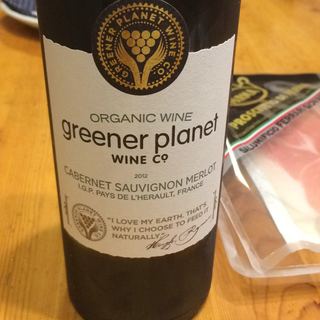 GREENER PLANET WINE CO.
ORGANIC WINE
greener planet
WINE Co
2012
CABERNET SAUVIGNON MERLOT
I.G.P. PAYS DE L'HERAULT, FRANCE
"I LOVE MY EARTH. THAT'S
WHY I CHOOSE TO FEED IT
NATURALLY."